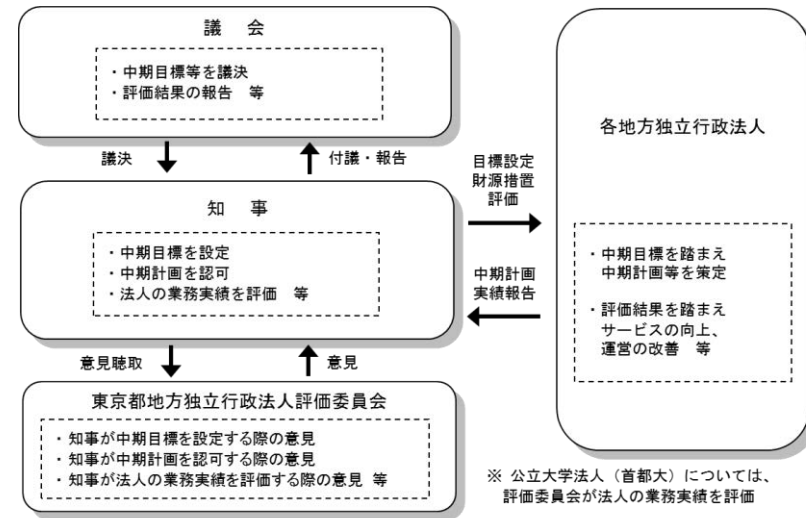 議　会
・中期目標等を議決
・評価結果の報告　等
議決
付議・報告
知　事
・中期目標を設定
・中期計画を認可
・法人の業務実績を評価　等
意見聴取
意見
東京都地方独立行政法人評価委員会
・知事が中期目標を設定する際の意見
・知事が中期計画を認可する際の意見
・知事が法人の業務実績を評価する際の意見 等
目標設定
財源措置
評価
中期計画
実績報告
各地方独立行政法人
・中期目標を踏まえ
中期計画等を策定
・評価結果を踏まえ
サービスの向上、
運営の改善　等
※ 公立大学法人（首都大）については、
評価委員会が法人の業務実績を評価